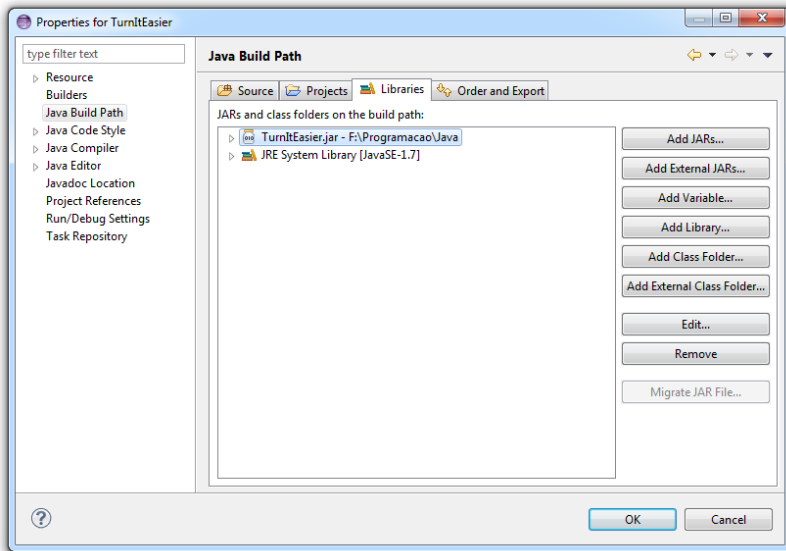 Properties for TurnItEasier
type filter text
Resource
Builders
Java Build Path
Java Code Style
Java Compiler
Java Editor
Javadoc Location
Project References
Run/Debug Settings
Task Repository
Java Build Path
Source
Projects
Libraries
Order and Export
JARs and class folders on the build path:
TurnItEasier.jar - F:\Programacao\Java
JRE System Library [JavaSE-1.7]
Add JARs...
Add External JARs...
Add Variable...
Add Library...
Add Class Folder...
Add External Class Folder...
Edit...
Remove
Migrate JAR File...
OK
Cancel